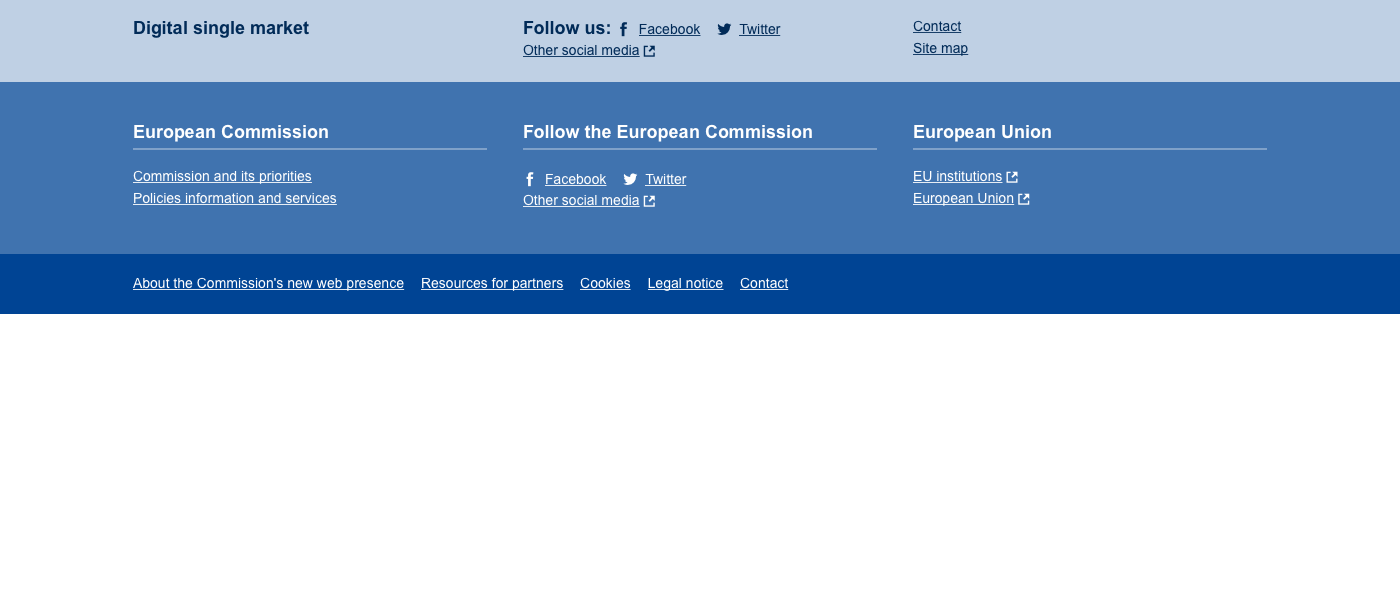 Digital single market
Follow us: Facebook Twitter
Other social media
Contact
Site map
European Commission
Commission and its priorities
Policies information and services
Follow the European Commission
Facebook Twitter
Other social media
European Union
EU institutions
European Union
About the Commission's new web presence Resources for partners Cookies Legal notice Contact